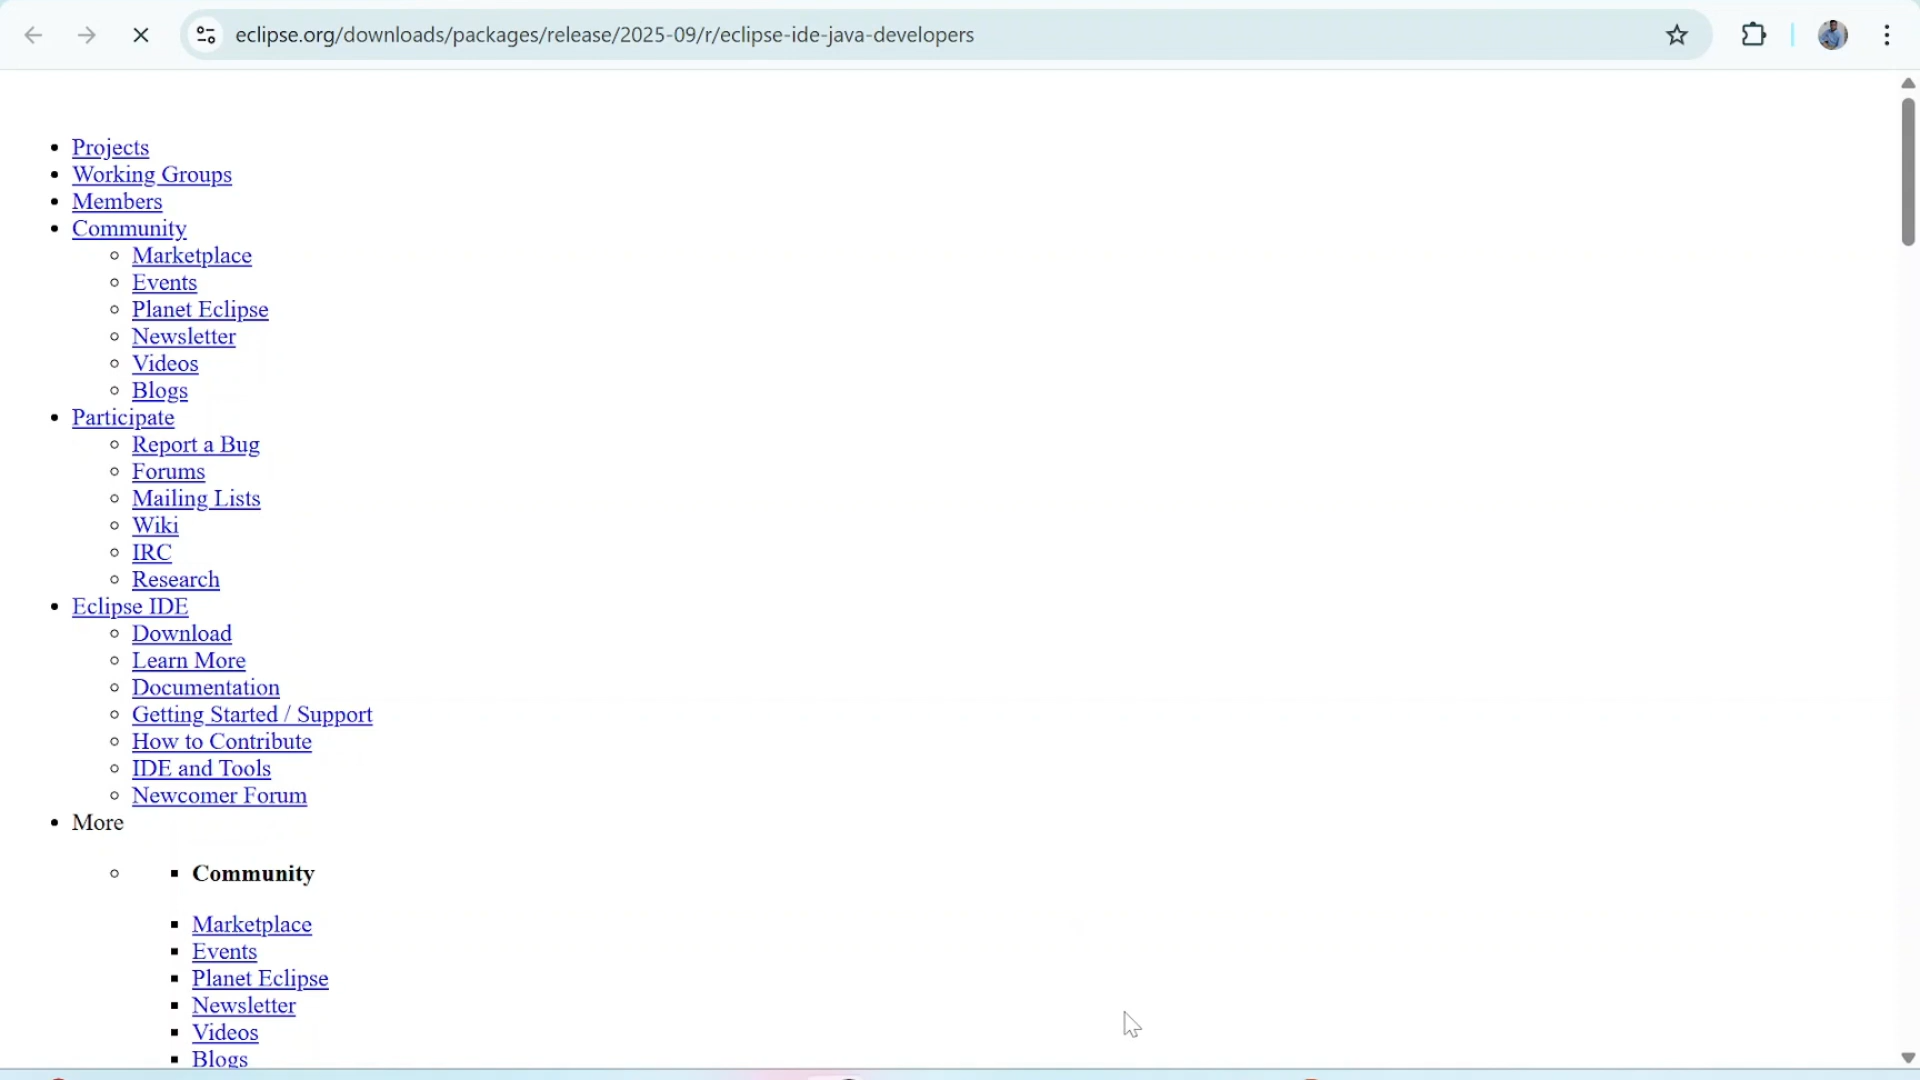 eclipse.org/downloads/packages/release/2025-09/r/eclipse-ide-java-developers
Projects
Working Groups
Members
Community
Marketplace
Events
Planet Eclipse
Newsletter
Videos
Blogs
Participate
Report a Bug
Forums
Mailing Lists
Wiki
IRC
Research
Eclipse IDE
Download
Learn More
Documentation
Getting Started / Support
How to Contribute
IDE and Tools
Newcomer Forum
More
Community
Marketplace
Events
Planet Eclipse
Newsletter
Videos
Blogs